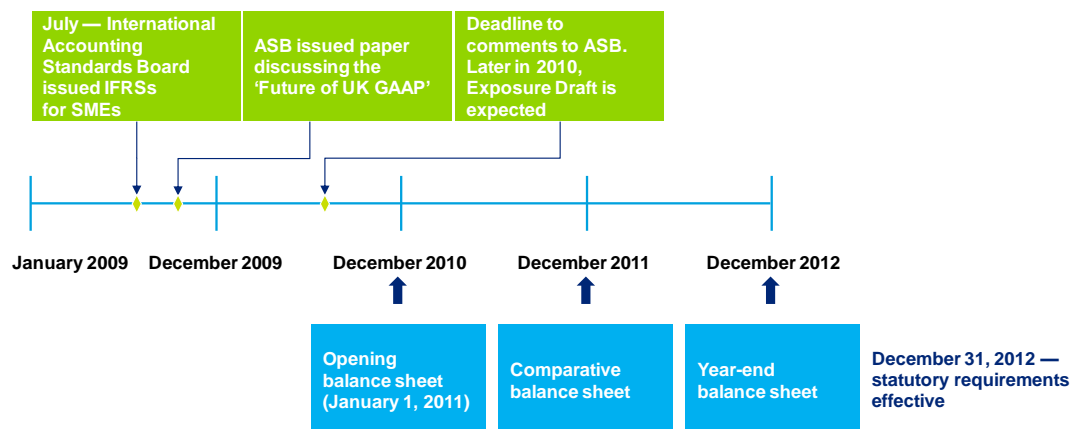 July — International
Accounting
Standards Board
issued IFRSs
for SMEs
ASB issued paper
discussing the
‘Future of UK GAAP’
Deadline to
comments to ASB.
Later in 2010,
Exposure Draft is
expected
January 2009
December 2009
December 2010
December 2011
December 2012
Opening
balance sheet
(January 1, 2011)
Comparative
balance sheet
Year-end
balance sheet
December 31, 2012 —
statutory requirements
effective